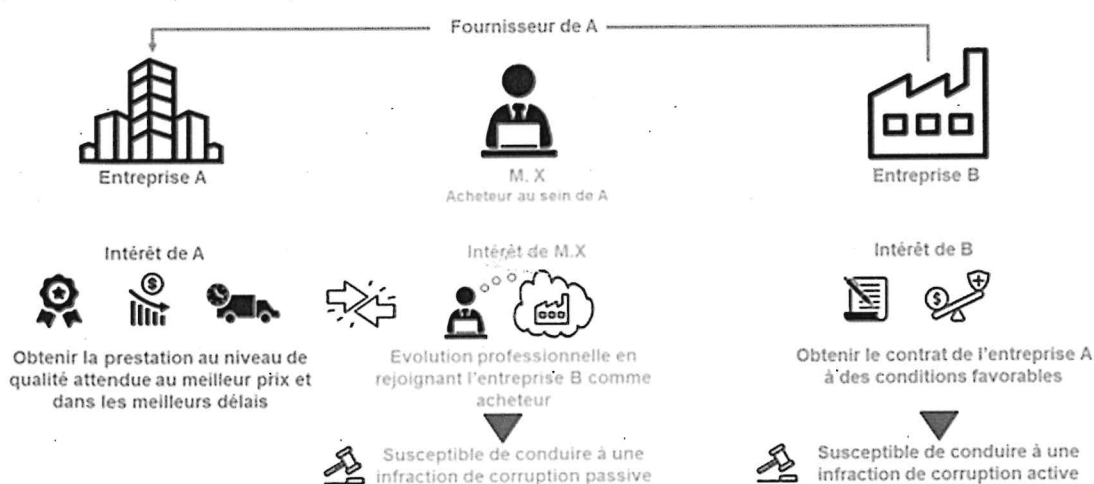 Fournisseur de A
Entreprise A
M. X
Acheteur au sein de A
Entreprise B
Intérêt de A
Obtenir la prestation au niveau de
qualité attendue au meilleur prix et
dans les meilleurs délais
Intérêt de M.X
Evolution professionnelle en
rejoignant l'entreprise B comme
acheteur
Susceptible de conduire à une
infraction de corruption passive
Intérêt de B
Obtenir le contrat de l'entreprise A
à des conditions favorables
Susceptible de conduire à une
infraction de corruption active